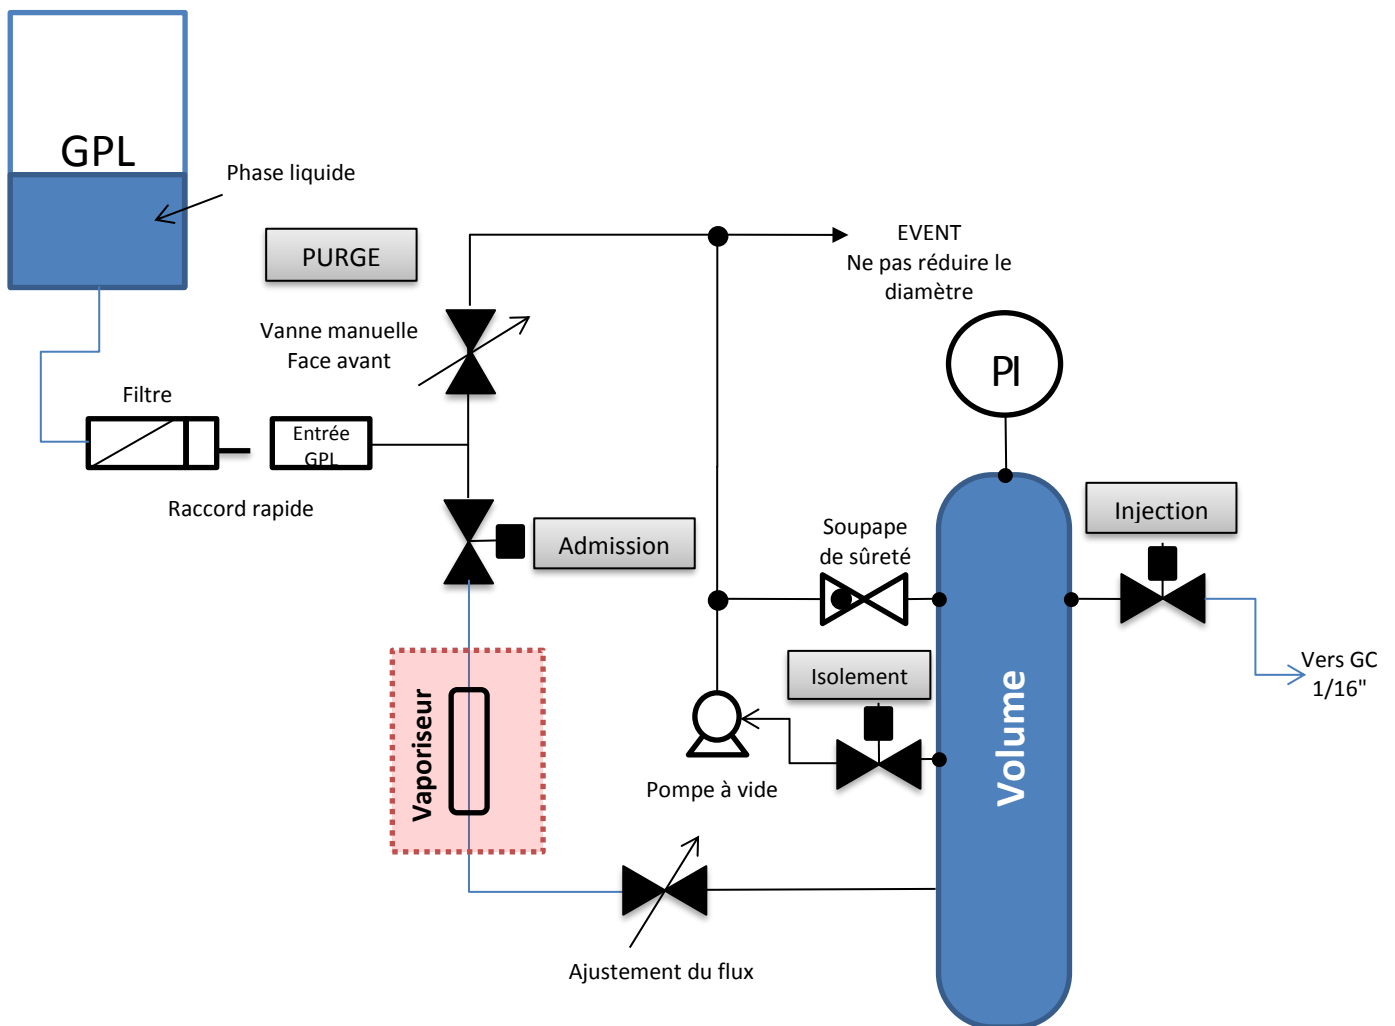 GPL
Phase liquide
PURGE
EVENT
Ne pas réduire le
diamètre
Vanne manuelle
Face avant
PI
Filtre
Entrée
GPL
Raccord rapide
Admission
Soupape
de sûreté
Injection
Isolement
Vers GC
1/16"
Vaporiseur
Volume
Pompe à vide
Ajustement du flux